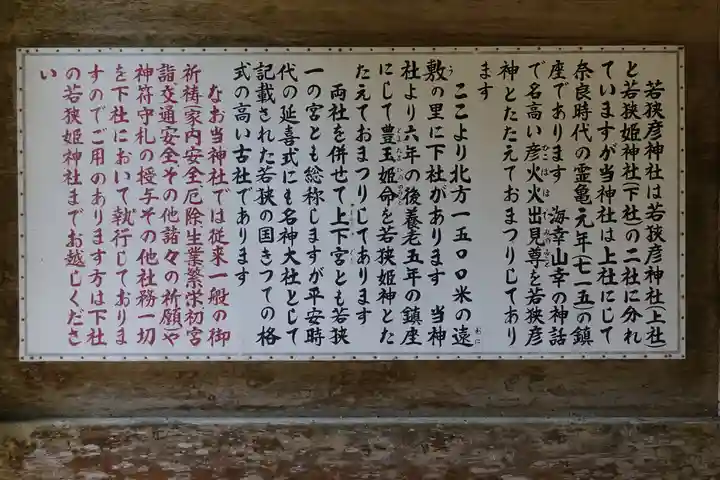 若狭彦神社は若狭彦神社(上社)
と若狭姫神社(下社)の二社に分れ
ていますが当神社は上社にして
奈良時代の霊亀元年(七一五)の鎮
座であります 海幸山幸の神話
で名高い彦火火出見尊を若狭彦
神とたたえておまつりしてあり
ます
ここより北方一五〇〇米の遠
敷の里に下社があります 当神
社より六年の後養老五年の鎮座
にして豊玉姫命を若狭姫神とた
たえておまつりしてあります
両社を併せて上下宮とも若狭
一の宮とも総称しますが平安時
代の延喜式にも名神大社として
記載された若狭の国きっての格
式の高い古社であります
なお当神社では従来一般の御
祈祷(家内安全厄除生業繁栄初宮
詣交通安全その他諸々の祈願)や
神符守札の授与その他社務一切
を下社において執行しておりま
すのでご用のあります方は下社
の若狭姫神社までお越しくださ
い